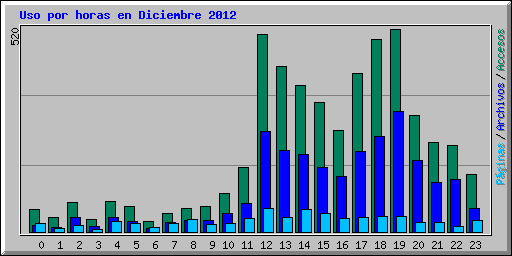 Uso por horas en Diciembre 2012
520
Páginas / Archivos / Accesos
0 1 2 3 4 5 6 7 8 9 10 11 12 13 14 15 16 17 18 19 20 21 22 23